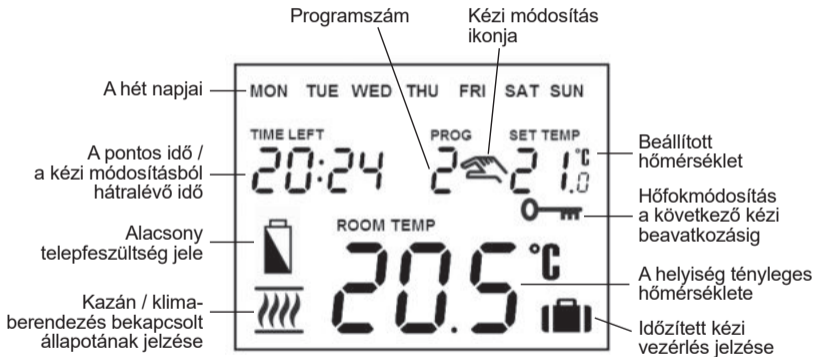 Programszám
Kézi módosítás
ikonja
A hét napjai
MON TUE WED THU FRI SAT SUN
TIME LEFT PROG SET TEMP
A pontos idő /
a kézi módosításból
hátralévő idő
20:24 2 21.0 °C
Beállított
hőmérséklet
Hőfokmódosítás
a következő kézi
beavatkozásig
Alacsony
telepfeszültség jele
ROOM TEMP
20.5 °C
A helyiség tényleges
hőmérséklete
Kazán / klíma-
berendezés bekapcsolt
állapotának jelzése
Időzített kézi
vezérlés jelzése